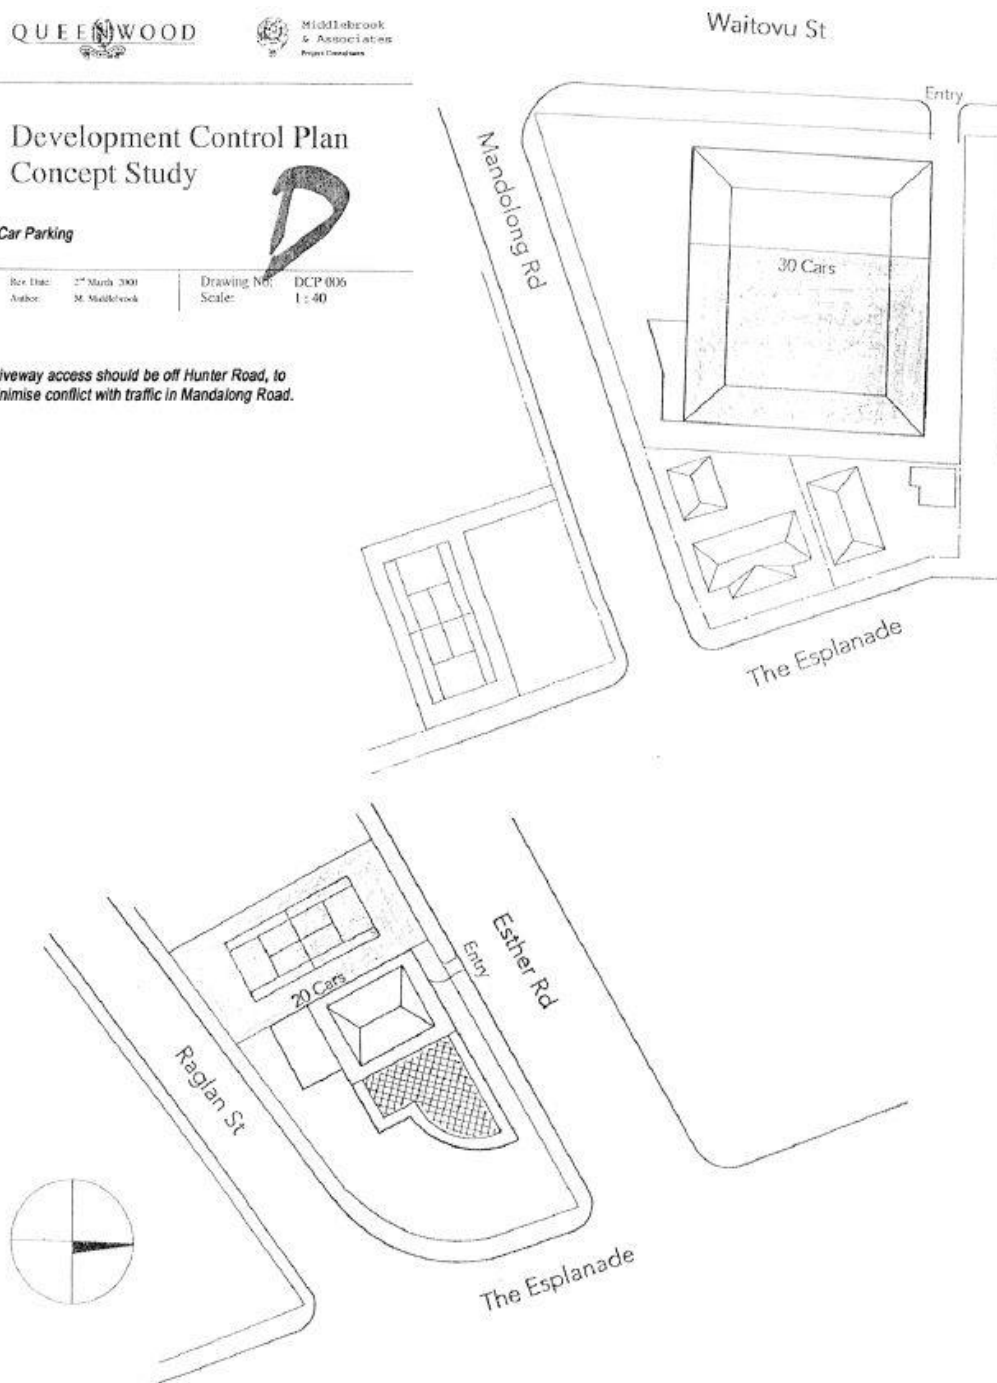 QUEENWOOD
Middlebrook
& Associates
Project Consultants
Waitovu St
Entry
Development Control Plan
Concept Study
D
Mandolong Rd
Car Parking
30 Cars
Rev. Date: 2nd March
Author: M. Middlebrook
Drawing No: DCP 006
Scale: 1 : 40
iveway access should be off Hunter Road, to
nimise conflict with traffic in Mandalong Road.
The Esplanade
Esther Rd
Entry
20 Cars
Raglan St
The Esplanade